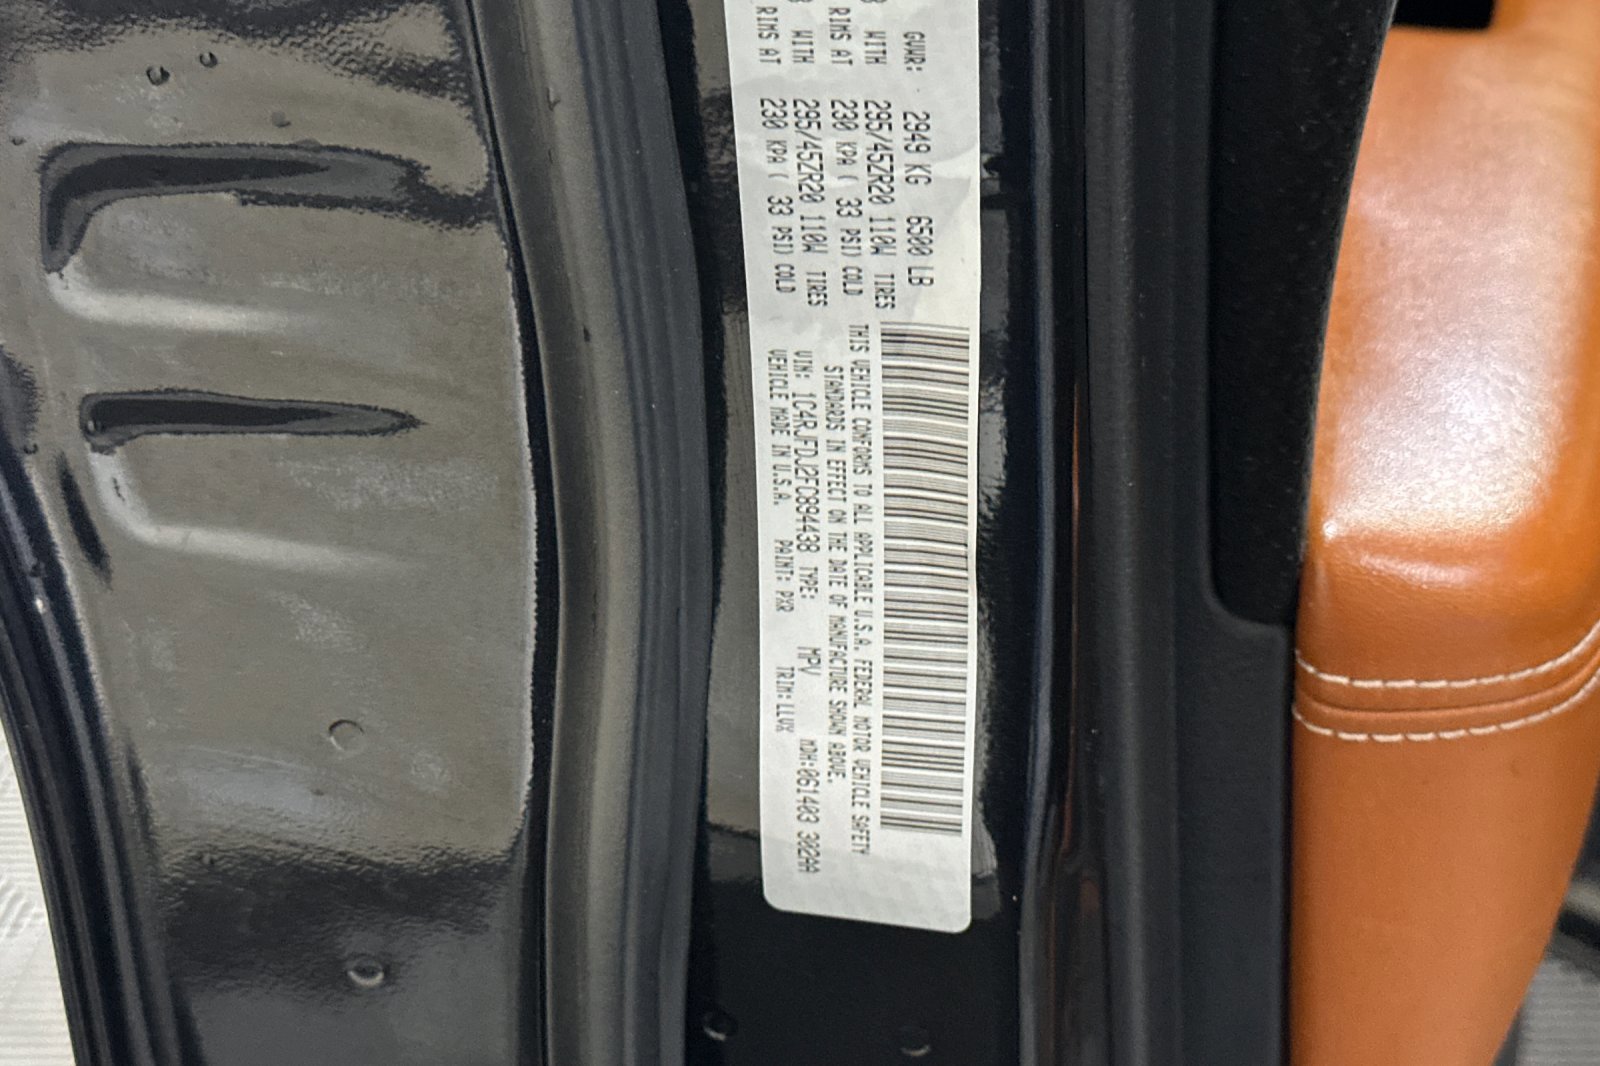 GVWR: 2949 KG 6500 LB
WITH 295/45ZR20 110W TIRES
RIMS AT 230 KPA ( 33 PSI) COLD
WITH 295/45ZR20 110W TIRES
RIMS AT 230 KPA ( 33 PSI) COLD
THIS VEHICLE CONFORMS TO ALL APPLICABLE U.S.A. FEDERAL MOTOR VEHICLE SAFETY
STANDARDS IN EFFECT ON THE DATE OF MANUFACTURE SHOWN ABOVE.
VIN: 1C4RJFDJ2FC894438 TYPE: MPV MDH:061403 302AA
VEHICLE MADE IN U.S.A. PAINT: PXR TRIM:LLVX